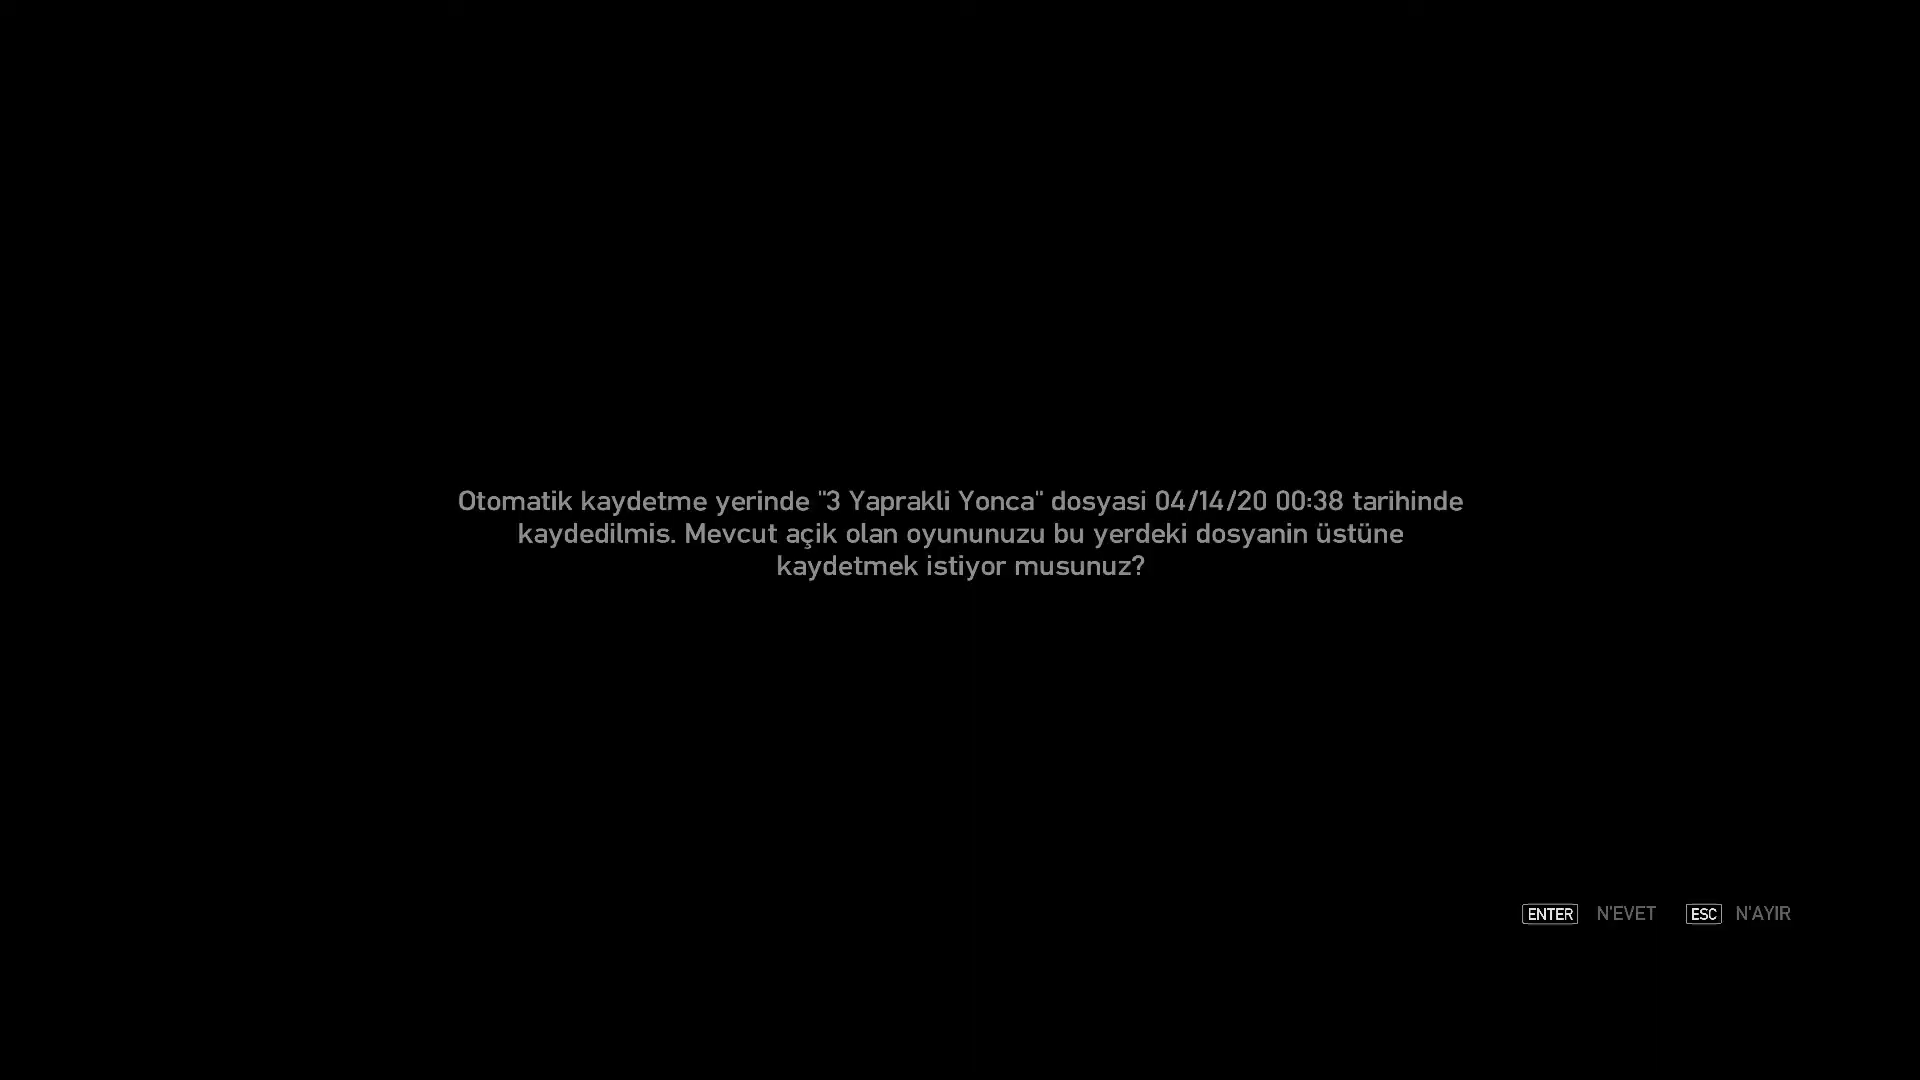 Otomatik kaydetme yerinde "3 Yaprakli Yonca" dosyasi 04/14/20 00:38 tarihinde
kaydedilmis. Mevcut açik olan oyununuzu bu yerdeki dosyanin üstüne
kaydetmek istiyor musunuz?
ENTER N'EVET ESC N'AYIR